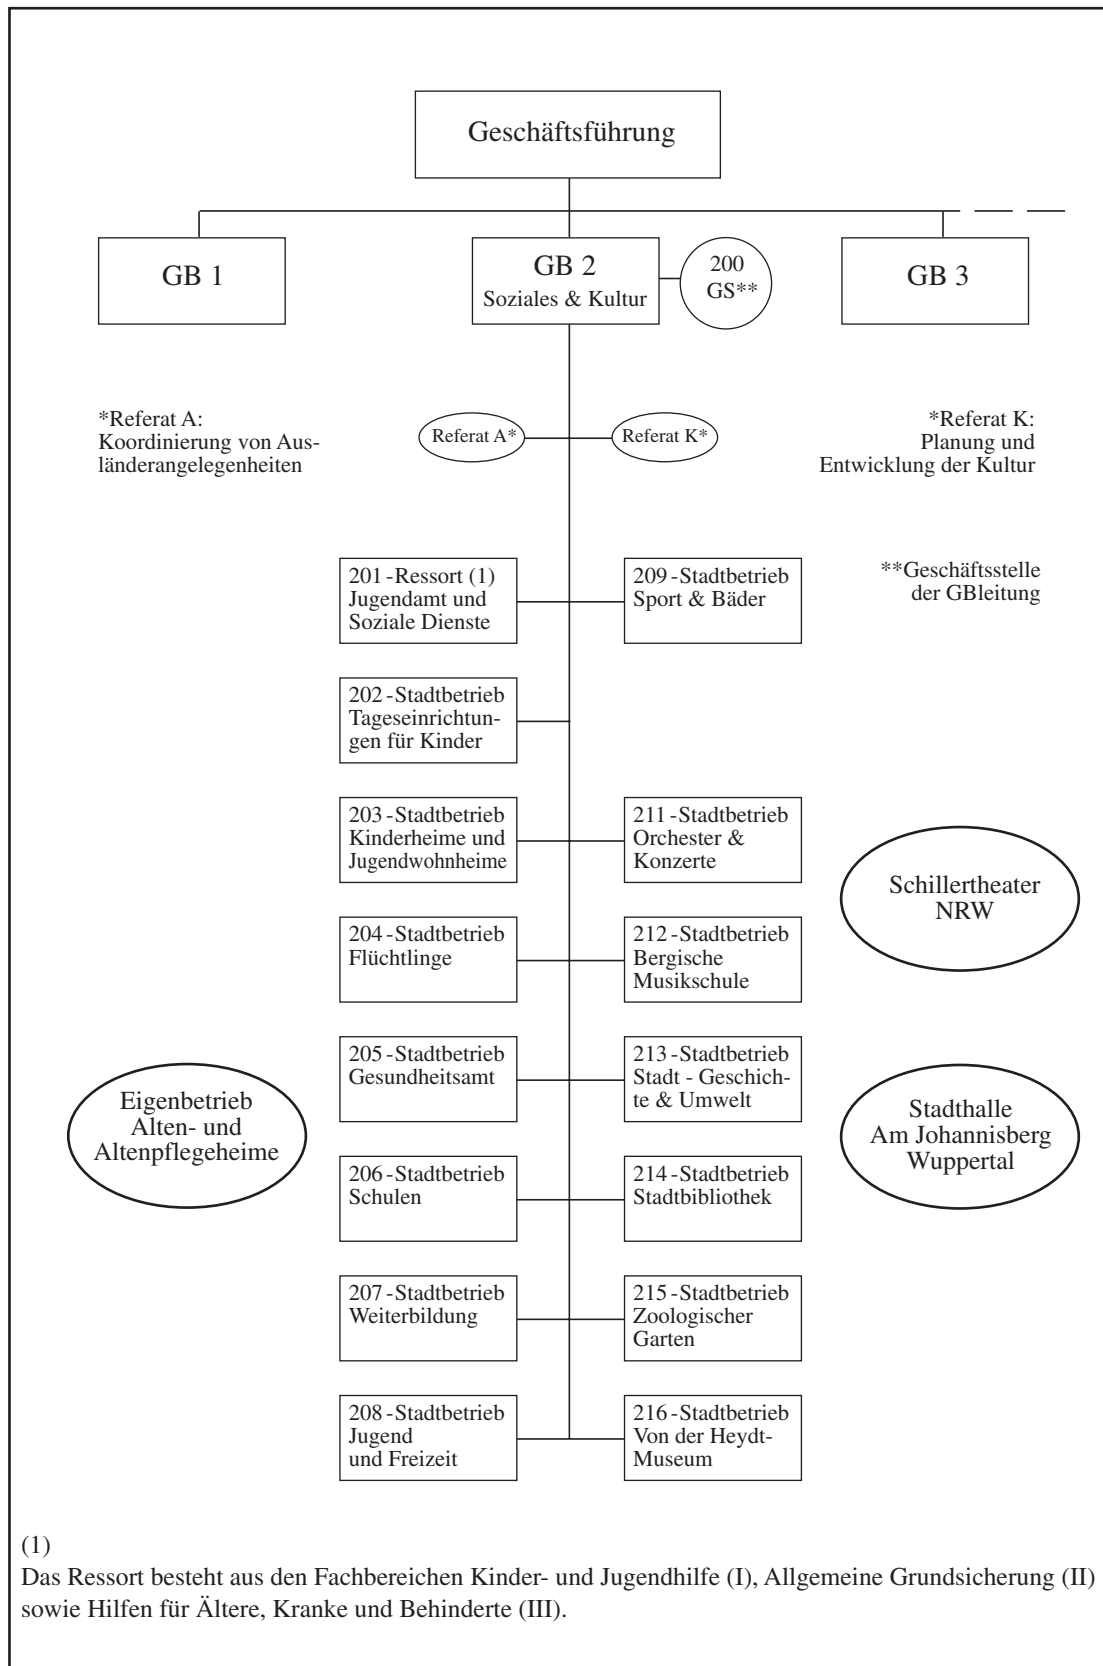 Geschäftsführung
GB 1
GB 2
Soziales & Kultur
200
GS**
GB 3
*Referat A:
Koordinierung von Aus-
länderangelegenheiten
Referat A*
Referat K*
*Referat K:
Planung und
Entwicklung der Kultur
201-Ressort (1)
Jugendamt und
Soziale Dienste
209-Stadtbetrieb
Sport & Bäder
**Geschäftsstelle
der GBleitung
202-Stadtbetrieb
Tageseinrichtun-
gen für Kinder
203-Stadtbetrieb
Kinderheime und
Jugendwohnheime
211-Stadtbetrieb
Orchester &
Konzerte
Schillertheater
NRW
204-Stadtbetrieb
Flüchtlinge
212-Stadtbetrieb
Bergische
Musikschule
205-Stadtbetrieb
Gesundheitsamt
213-Stadtbetrieb
Stadt - Geschich-
te & Umwelt
Eigenbetrieb
Alten- und
Altenpflegeheime
Stadthalle
Am Johannisberg
Wuppertal
206-Stadtbetrieb
Schulen
214-Stadtbetrieb
Stadtbibliothek
207-Stadtbetrieb
Weiterbildung
215-Stadtbetrieb
Zoologischer
Garten
208-Stadtbetrieb
Jugend
und Freizeit
216-Stadtbetrieb
Von der Heydt-
Museum
(1)
Das Ressort besteht aus den Fachbereichen Kinder- und Jugendhilfe (I), Allgemeine Grundsicherung (II)
sowie Hilfen für Ältere, Kranke und Behinderte (III).